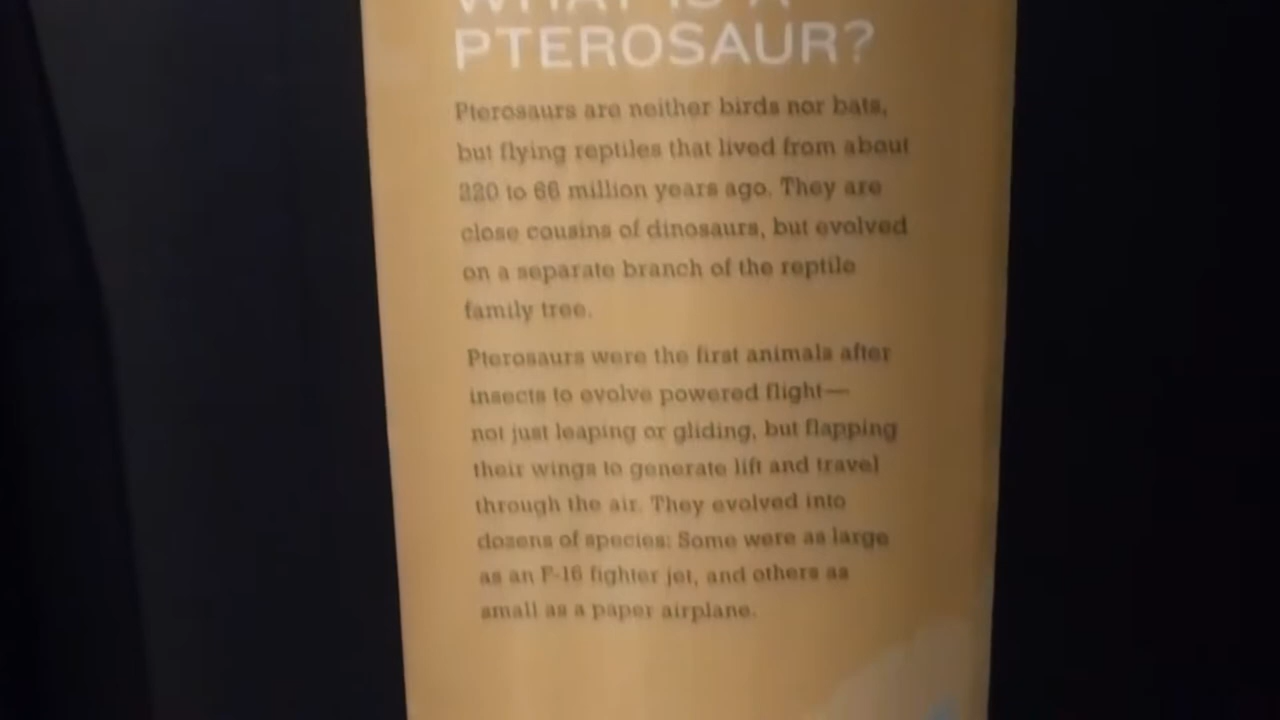 WHAT IS A
PTEROSAUR?
Pterosaurs are neither birds nor bats,
but flying reptiles that lived from about
220 to 66 million years ago. They are
close cousins of dinosaurs, but evolved
on a separate branch of the reptile
family tree.
Pterosaurs were the first animals after
insects to evolve powered flight—
not just leaping or gliding, but flapping
their wings to generate lift and travel
through the air. They evolved into
dozens of species: Some were as large
as an F-16 fighter jet, and others as
small as a paper airplane.